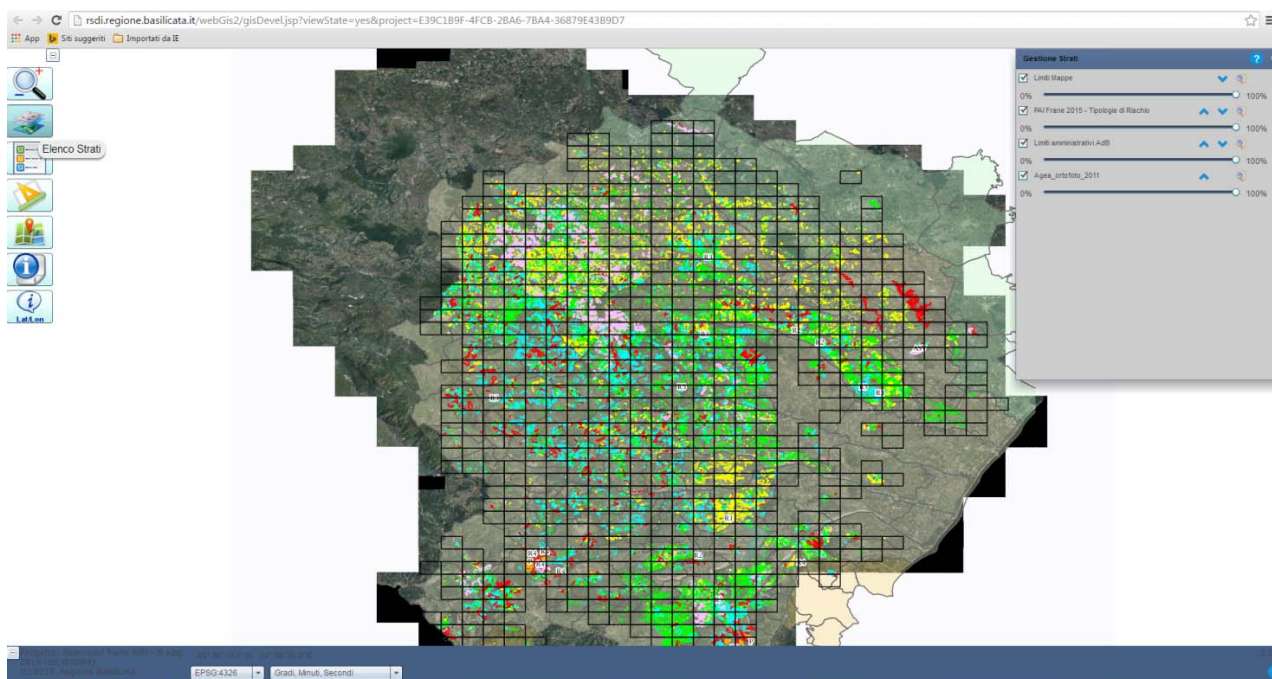 rsdi.regione.basilicata.it/webGis2/gisDevel.jsp?viewState=yes&project=E39C1B9F-4FCB-2BA6-7BA4-36879E43B9D7
App Siti suggeriti Importati da IE
Gestione Strati ?
Limiti Mappe
0% 100%
PAI Frane 2015 - Tipologie di Rischio
0% 100%
Limiti amministrativi AdB
0% 100%
Agea_ortofoto_2011
0% 100%
Elenco Strati
Lat/Lon
EPSG:4326 Gradi, Minuti, Secondi